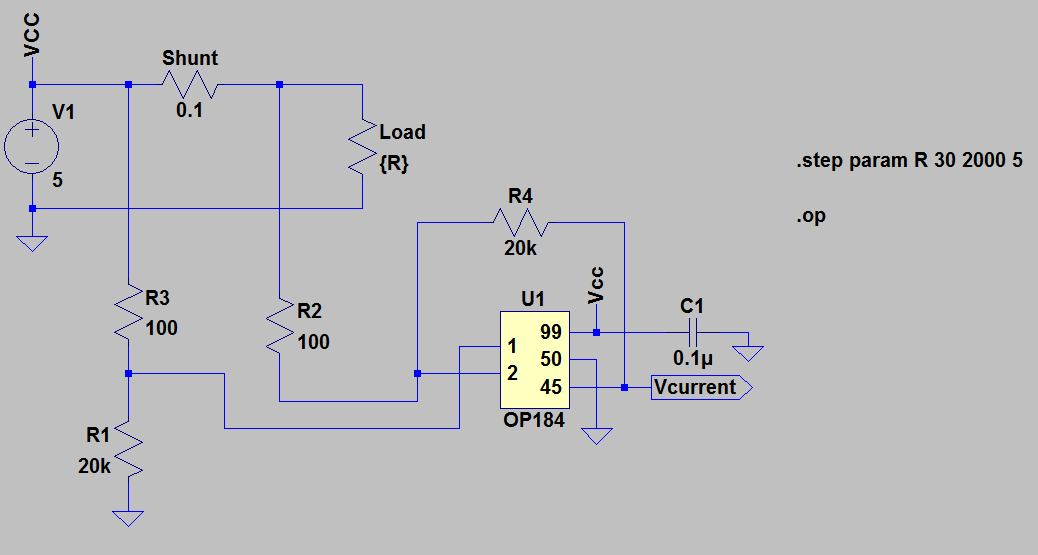 VCC
Shunt
0.1
V1
5
Load
{R}
.step param R 30 2000 5
.op
R4
20k
Vcc
R3
100
R2
100
U1
C1
0.1µ
99
1
50
2
45
Vcurrent
OP184
R1
20k